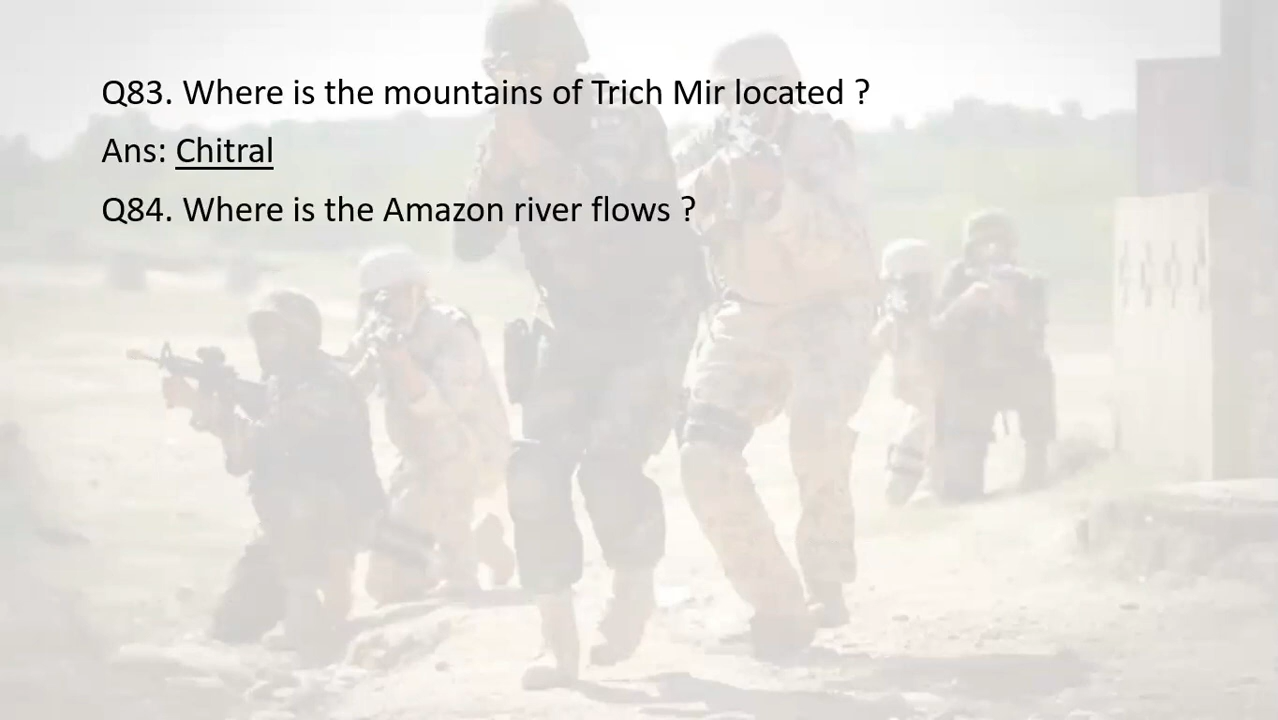 Q83. Where is the mountains of Trich Mir located ?
Ans: Chitral
Q84. Where is the Amazon river flows ?